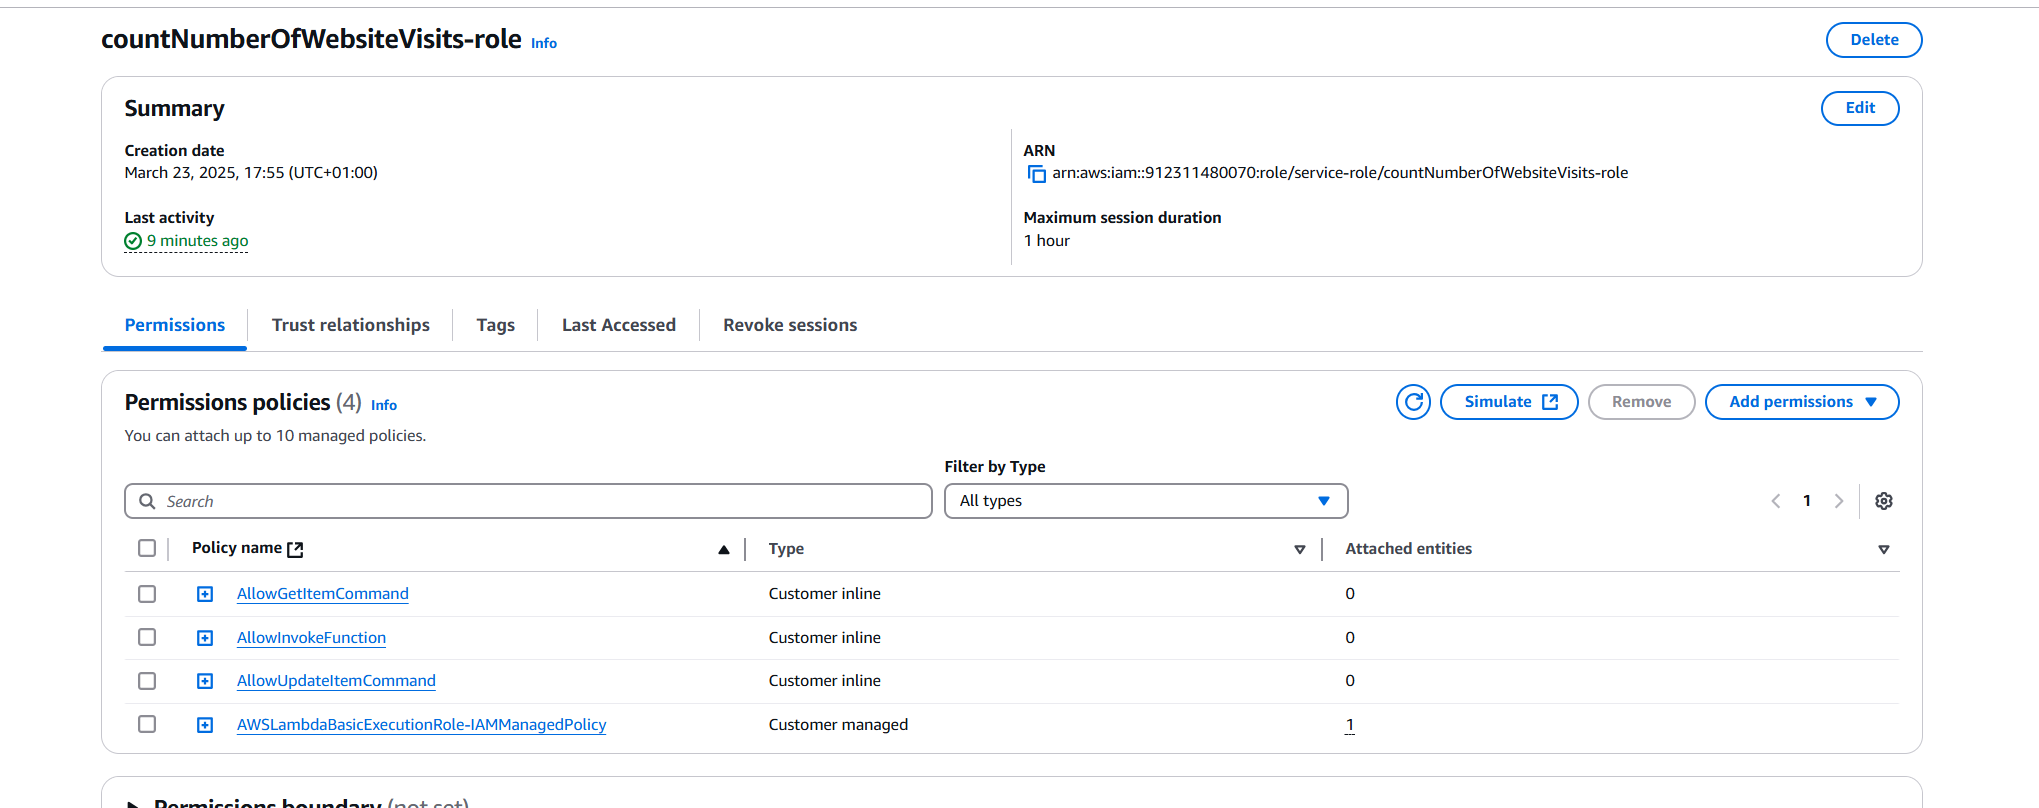 countNumberOfWebsiteVisits-role Info
Delete
Summary
Edit
Creation date
March 23, 2025, 17:55 (UTC+01:00)
ARN
arn:aws:iam::912311480070:role/service-role/countNumberOfWebsiteVisits-role
Last activity
9 minutes ago
Maximum session duration
1 hour
Permissions
Trust relationships
Tags
Last Accessed
Revoke sessions
Permissions policies (4) Info
You can attach up to 10 managed policies.
Simulate
Remove
Add permissions
Filter by Type
Search
All types
1
Policy name
Type
Attached entities
AllowGetItemCommand Customer inline 0
AllowInvokeFunction Customer inline 0
AllowUpdateItemCommand Customer inline 0
AWSLambdaBasicExecutionRole-IAMManagedPolicy Customer managed 1
Permissions boundary (not set)